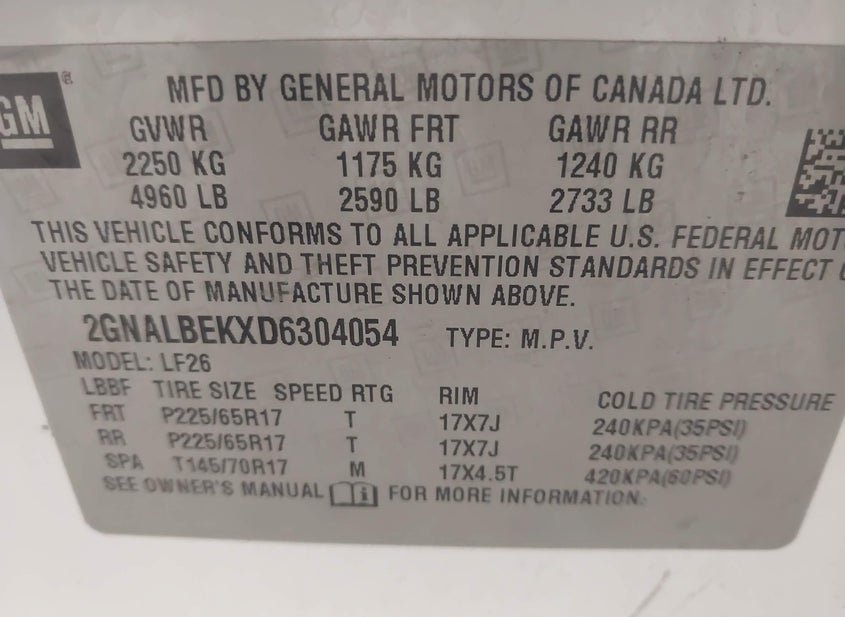 GM
MFD BY GENERAL MOTORS OF CANADA LTD.
GVWR GAWR FRT GAWR RR
2250 KG 1175 KG 1240 KG
4960 LB 2590 LB 2733 LB
THIS VEHICLE CONFORMS TO ALL APPLICABLE U.S. FEDERAL MOT
VEHICLE SAFETY AND THEFT PREVENTION STANDARDS IN EFFECT
THE DATE OF MANUFACTURE SHOWN ABOVE.
2GNALBEKXD6304054 TYPE: M.P.V.
MODEL: LF26
LBBF TIRE SIZE SPEED RTG RIM COLD TIRE PRESSURE
FRT P225/65R17 T 17X7J 240KPA(35PSI)
RR P225/65R17 T 17X7J 240KPA(35PSI)
SPA T145/70R17 M 17X4.5T 420KPA(60PSI)
SEE OWNER'S MANUAL FOR MORE INFORMATION.